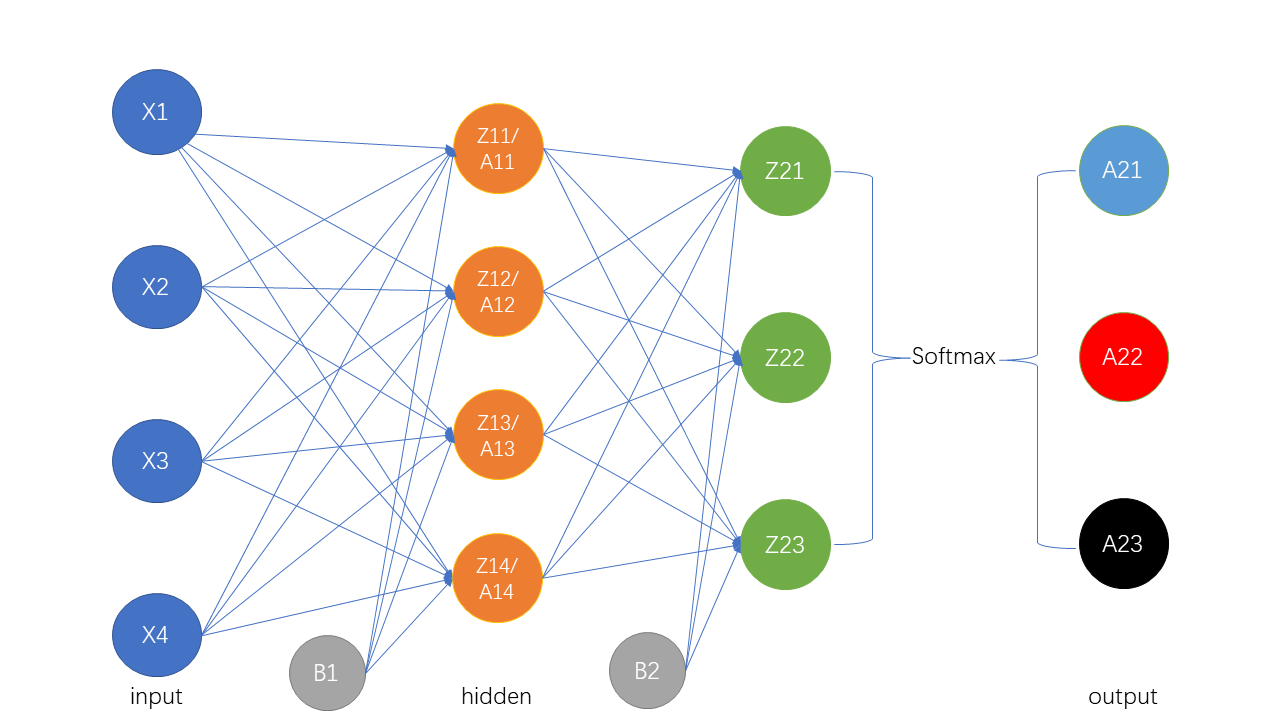 X1
X2
X3
X4
input
B1
Z11/
A11
Z12/
A12
Z13/
A13
Z14/
A14
hidden
B2
Z21
Z22
Z23
Softmax
A21
A22
A23
output